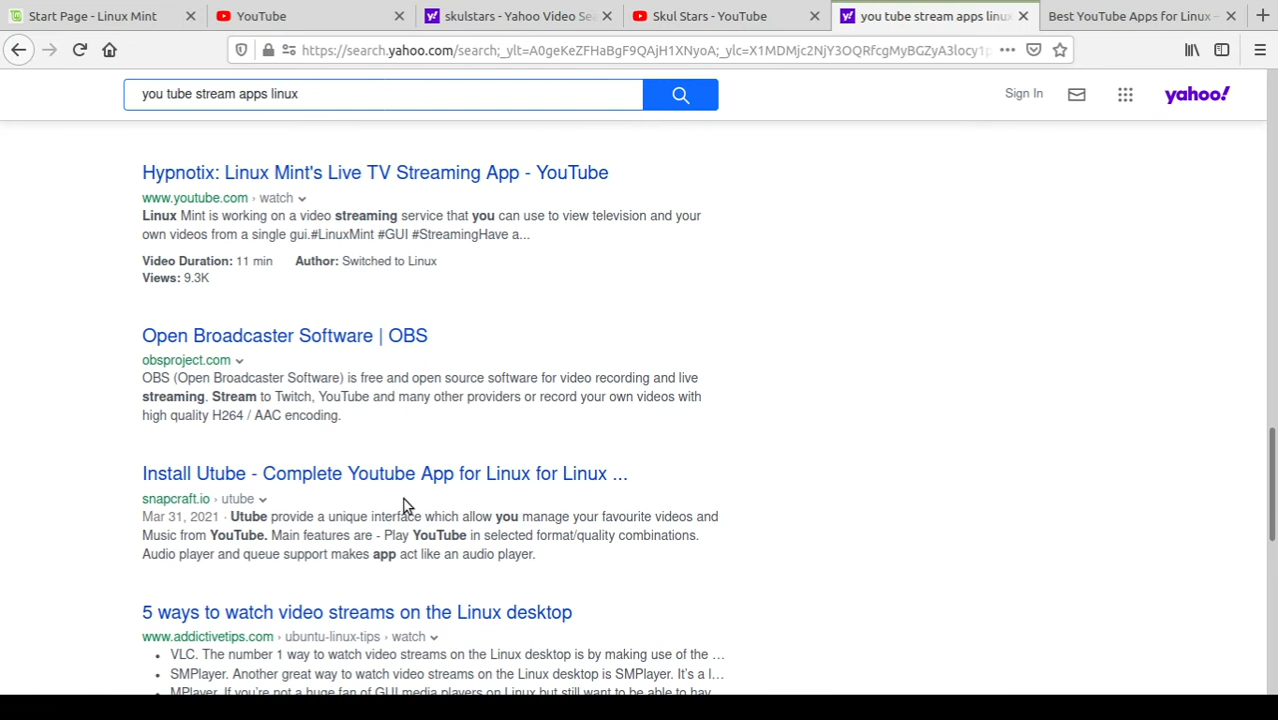 Start Page - Linux Mint
YouTube
skulstars - Yahoo Video Sea
Skul Stars - YouTube
you tube stream apps linux
Best YouTube Apps for Linux –
https://search.yahoo.com/search;_ylt=A0geKeZFHaBgF9QAjH1XNyoA;_ylc=X1MDMjc2NjY3OQRfcgMyBGZyA3locy1p
you tube stream apps linux
Sign In
yahoo!
Hypnotix: Linux Mint's Live TV Streaming App - YouTube
www.youtube.com › watch
Linux Mint is working on a video streaming service that you can use to view television and your
own videos from a single gui.#LinuxMint #GUI #StreamingHave a...
Video Duration: 11 min Author: Switched to Linux
Views: 9.3K
Open Broadcaster Software | OBS
obsproject.com
OBS (Open Broadcaster Software) is free and open source software for video recording and live
streaming. Stream to Twitch, YouTube and many other providers or record your own videos with
high quality H264 / AAC encoding.
Install Utube - Complete Youtube App for Linux for Linux ...
snapcraft.io › utube
Mar 31, 2021 · Utube provide a unique interface which allow you manage your favourite videos and
Music from YouTube. Main features are - Play YouTube in selected format/quality combinations.
Audio player and queue support makes app act like an audio player.
5 ways to watch video streams on the Linux desktop
www.addictivetips.com › ubuntu-linux-tips › watch
• VLC. The number 1 way to watch video streams on the Linux desktop is by making use of the …
• SMPlayer. Another great way to watch video streams on the Linux desktop is SMPlayer. It's a l…
• MPlayer. If you're not a huge fan of GUI media players on Linux but still want to be able to hav…